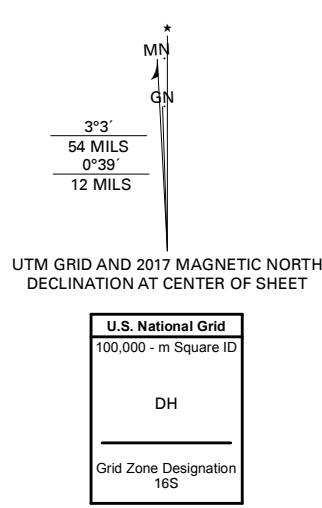 ★
MN
GN
3°3´
54 MILS
0°39´
12 MILS
UTM GRID AND 2017 MAGNETIC NORTH
DECLINATION AT CENTER OF SHEET
U.S. National Grid
100,000 - m Square ID
DH
Grid Zone Designation
16S